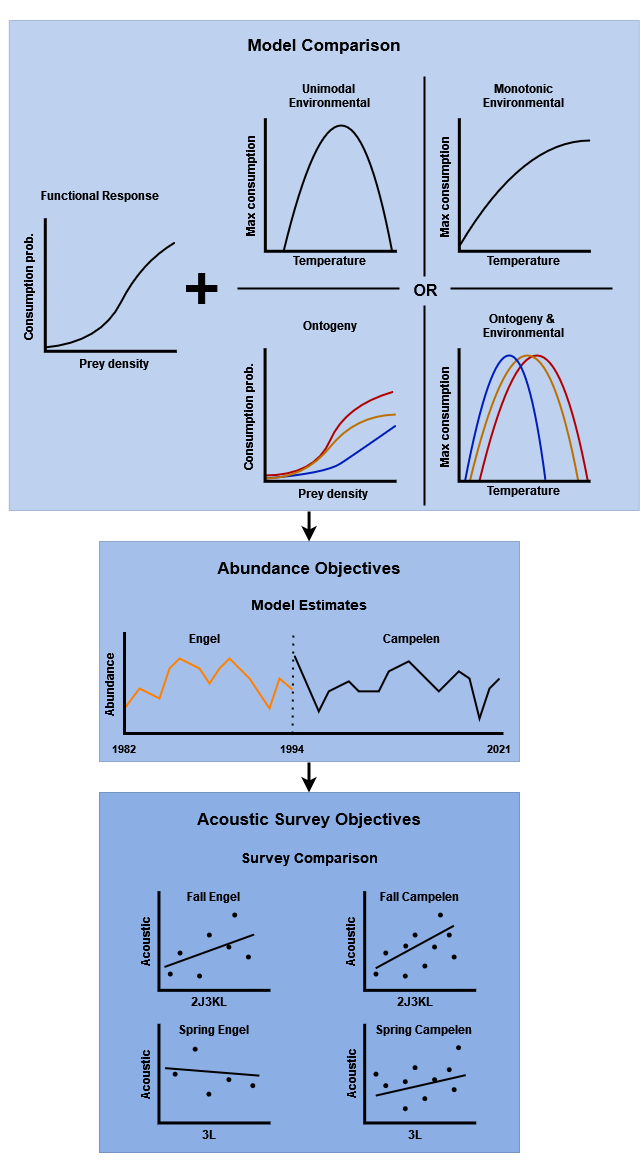 Model Comparison
Unimodal
Environmental
Max consumption
Temperature
Monotonic
Environmental
Max consumption
Temperature
Functional Response
Consumption prob.
Prey density
+
OR
Ontogeny
Consumption prob.
Prey density
Ontogeny &
Environmental
Max consumption
Temperature
Abundance Objectives
Model Estimates
Engel
Campelen
Abundance
1982
1994
2021
Acoustic Survey Objectives
Survey Comparison
Fall Engel
Acoustic
2J3KL
Fall Campelen
Acoustic
2J3KL
Spring Engel
Acoustic
3L
Spring Campelen
Acoustic
3L